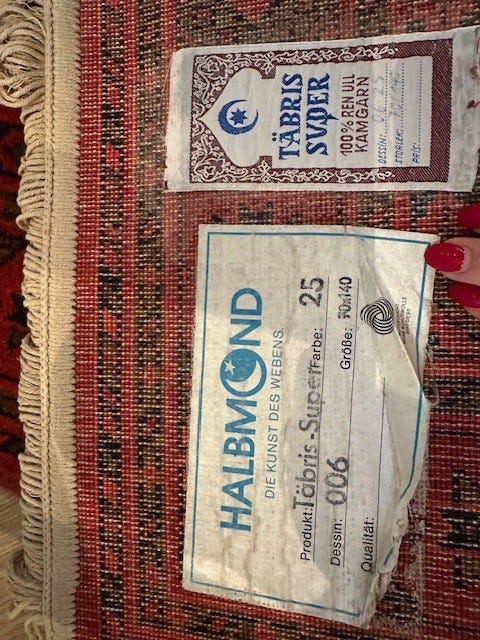 TÄBRIS
SUPER
100% REN ULL
KAMGARN
DESSIN:
STORLEK:
PRIS:
HALBMOND
DIE KUNST DES WEBENS
Produkt: Täbris-Super Farbe: 25
Dessin: 006 Größe: 70x140
Qualität: